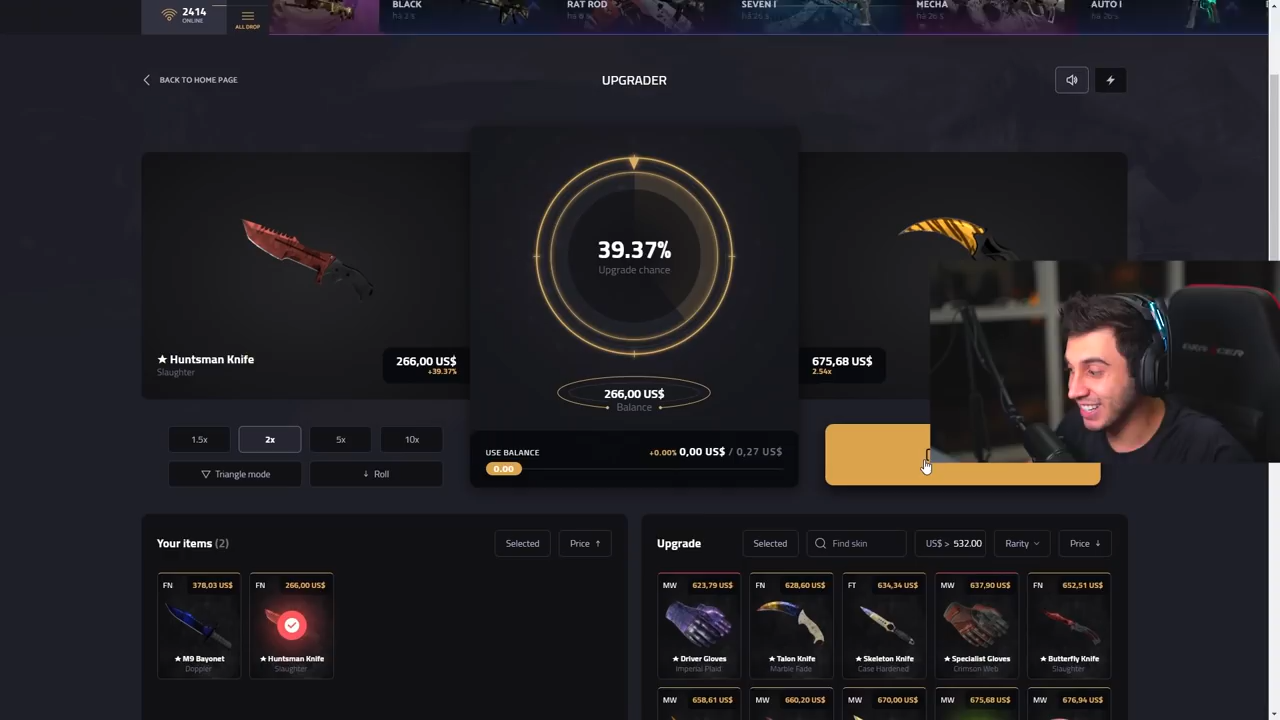 2414
ONLINE
ALL DROP
BLACK
RAT ROD
SEVEN I
MECHA
AUTO I
BACK TO HOME PAGE
UPGRADER
39.37%
Upgrade chance
★ Huntsman Knife
Slaughter
266,00 US$
+39.37%
675,68 US$
2.54x
266,00 US$
Balance
1.5x
2x
5x
10x
Triangle mode
Roll
USE BALANCE
+0.00% 0,00 US$ / 0,27 US$
0.00
Your items (2)
Selected
Price
FN 378,03 US$
★ M9 Bayonet
Doppler
FN 266,00 US$
★ Huntsman Knife
Slaughter
Upgrade
Selected
Find skin
US$ > 532.00
Rarity
Price
MW 623,79 US$
★ Driver Gloves
Imperial Plaid
FN 628,60 US$
★ Talon Knife
Marble Fade
FT 634,34 US$
★ Skeleton Knife
Case Hardened
MW 637,90 US$
★ Specialist Gloves
Crimson Web
FN 652,51 US$
★ Butterfly Knife
Slaughter
MW 658,61 US$
MW 660,20 US$
MW 670,00 US$
MW 675,68 US$
MW 676,94 US$